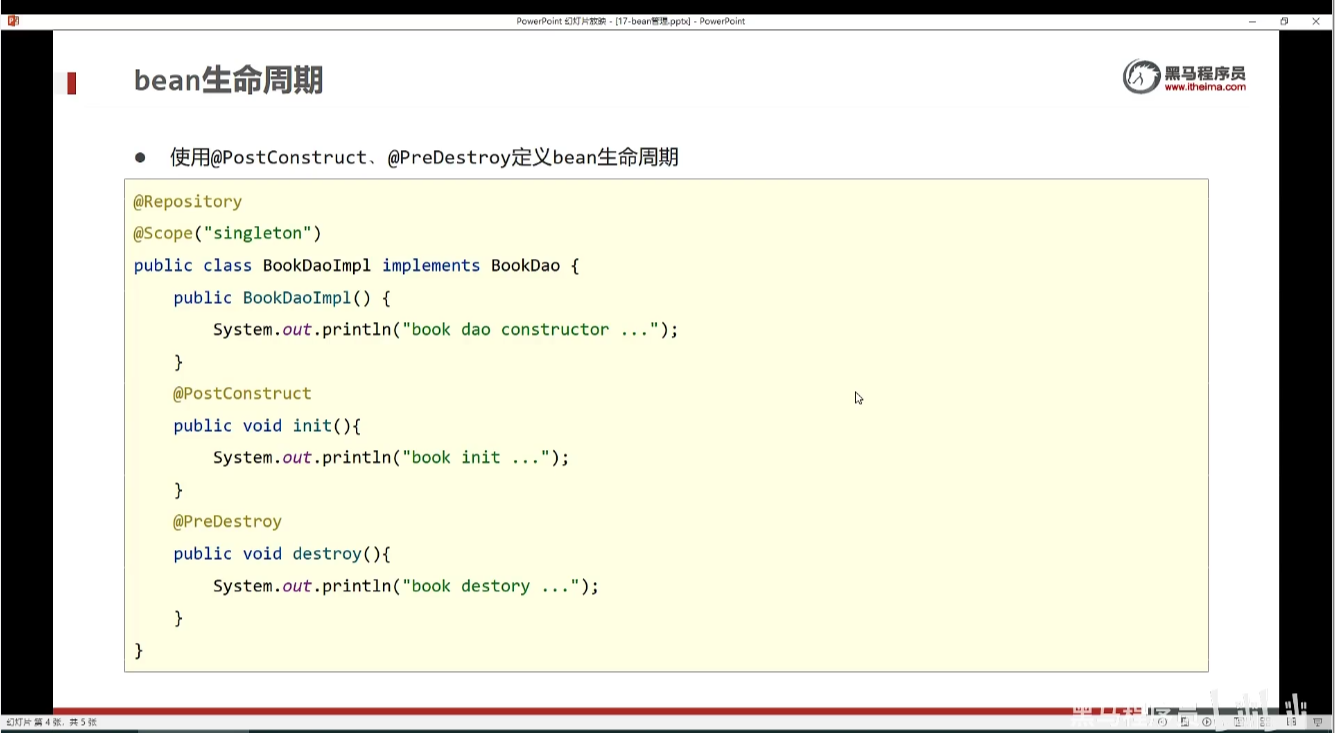 PowerPoint 幻灯片放映 - [17-bean管理.pptx] - PowerPoint
bean生命周期
黑马程序员
www.itheima.com
● 使用@PostConstruct、@PreDestroy定义bean生命周期
@Repository
@Scope("singleton")
public class BookDaoImpl implements BookDao {
public BookDaoImpl() {
System.out.println("book dao constructor ...");
}
@PostConstruct
public void init(){
System.out.println("book init ...");
}
@PreDestroy
public void destroy(){
System.out.println("book destory ...");
}
}
幻灯片 第 4 张，共 5 张